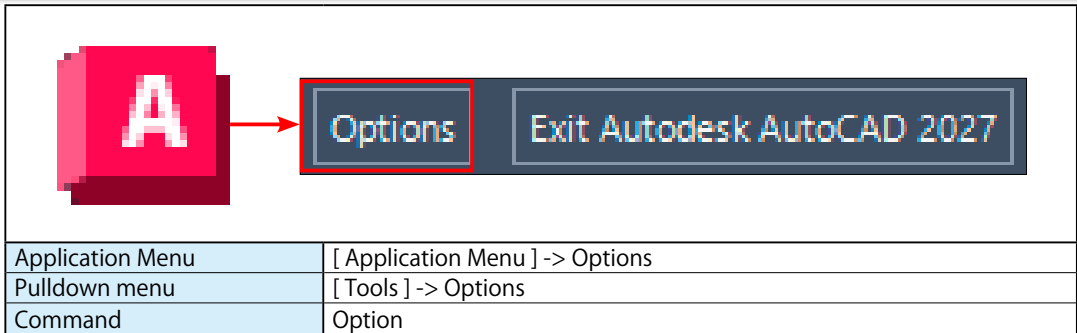 A
Options Exit Autodesk AutoCAD 2027
Application Menu [ Application Menu ] -> Options
Pulldown menu [ Tools ] -> Options
Command Option